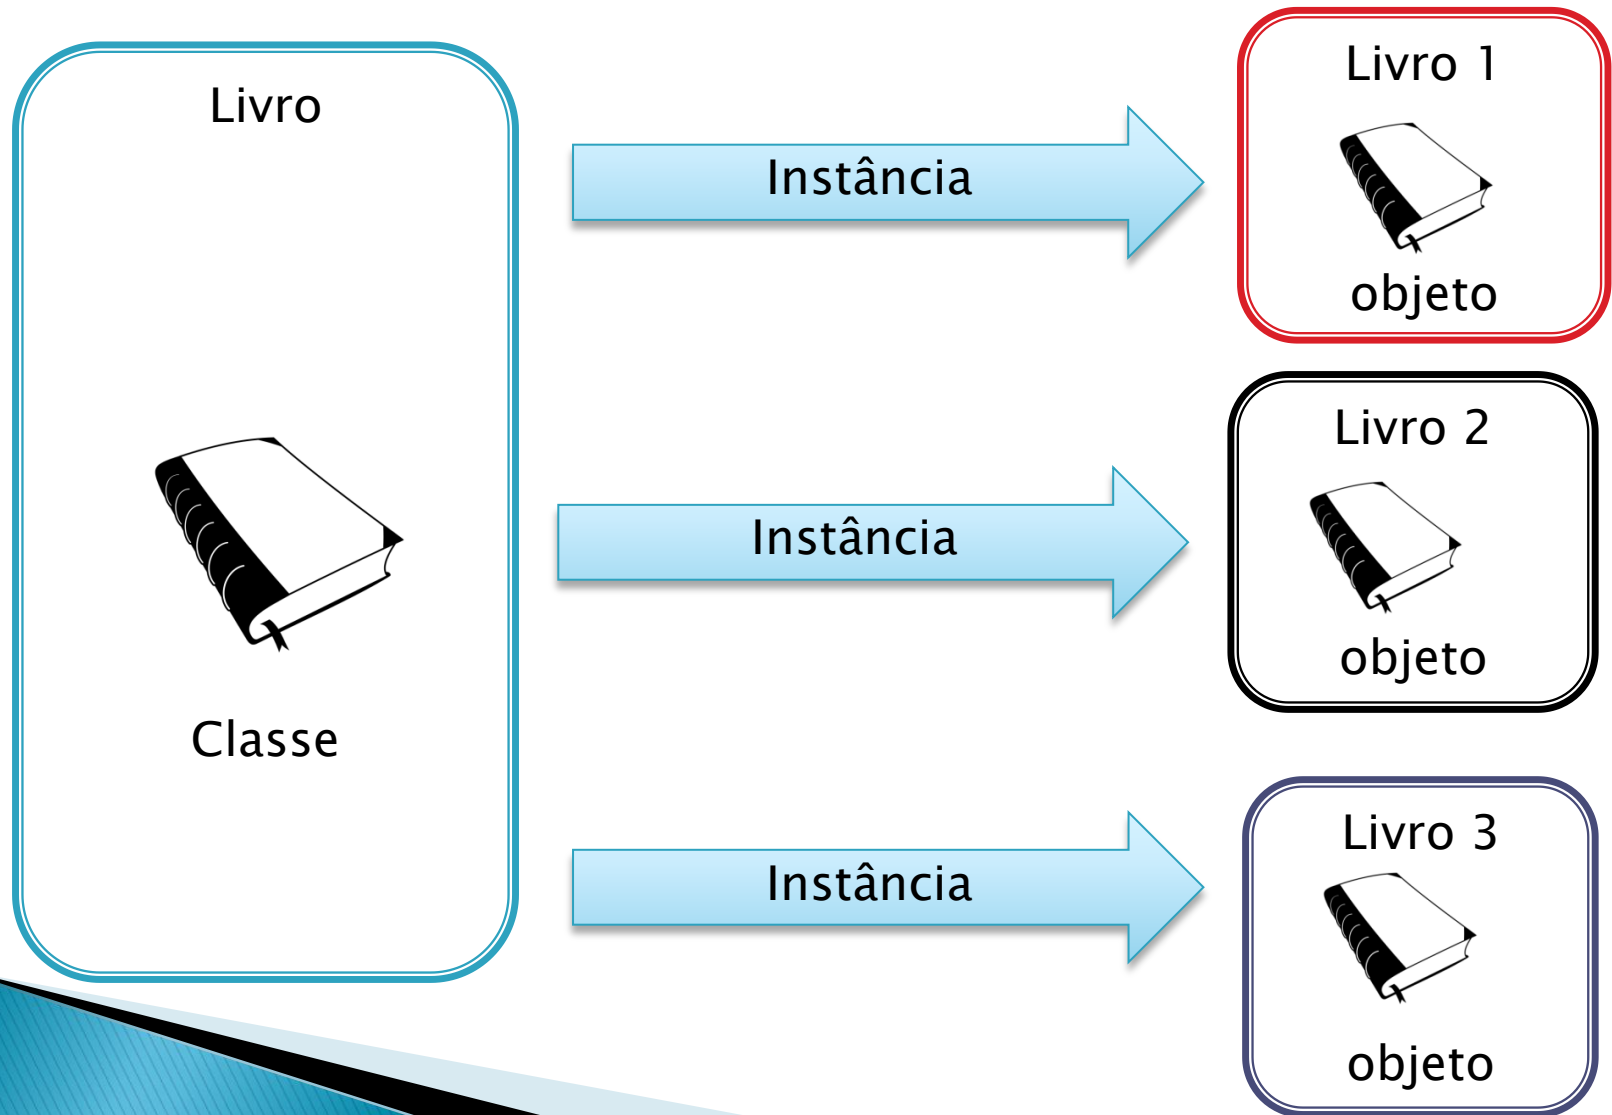 Livro
Classe
Instância
Livro 1
objeto
Instância
Livro 2
objeto
Instância
Livro 3
objeto